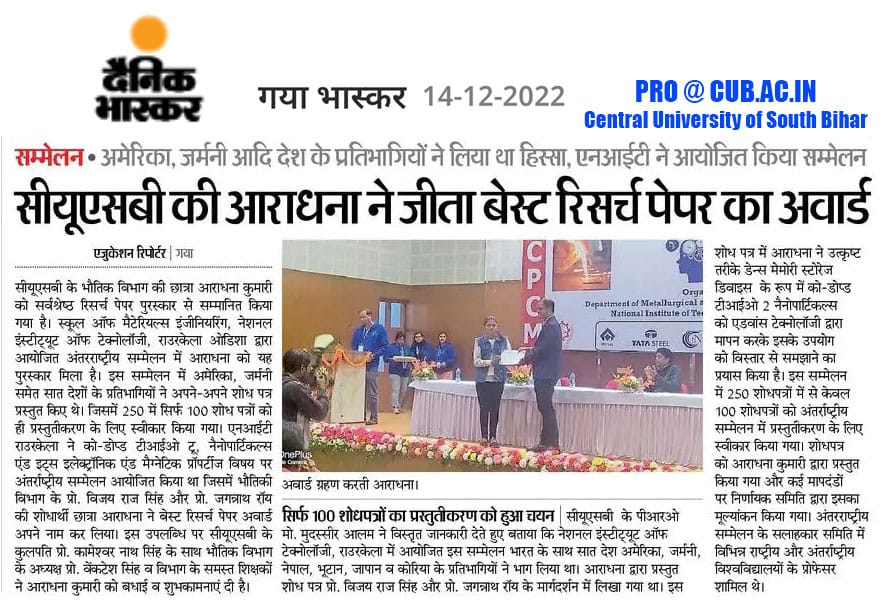 दैनिक
भास्कर
गया भास्कर 14-12-2022
PRO @ CUB.AC.IN
Central University of South Bihar
सम्मेलन • अमेरिका, जर्मनी आदि देश के प्रतिभागियों ने लिया था हिस्सा, एनआईटी ने आयोजित किया सम्मेलन
सीयूएसबी की आराधना ने जीता बेस्ट रिसर्च पेपर का अवार्ड
एजुकेशन रिपोर्टर | गया
सीयूएसबी के भौतिक विभाग की छात्रा आराधना कुमारी
को सर्वश्रेष्ठ रिसर्च पेपर पुरस्कार से सम्मानित किया
गया है। स्कूल ऑफ मैटेरियल्स इंजीनियरिंग, नेशनल
इंस्टीट्यूट ऑफ टेक्नोलॉजी, राउरकेला ओडिशा द्वारा
आयोजित अंतरराष्ट्रीय सम्मेलन में आराधना को यह
पुरस्कार मिला है। इस सम्मेलन में अमेरिका, जर्मनी
समेत सात देशों के प्रतिभागियों ने अपने-अपने शोध पत्र
प्रस्तुत किए थे। जिसमें 250 में सिर्फ 100 शोध पत्रों को
ही प्रस्तुतीकरण के लिए स्वीकार किया गया। एनआईटी
राउरकेला ने को-डोप्ड टीआईओ टू, नैनोपार्टिकल्स
एंड इट्स इलेक्ट्रॉनिक एंड मैग्नेटिक प्रॉपर्टीज विषय पर
अंतर्राष्ट्रीय सम्मेलन आयोजित किया था जिसमें भौतिकी
विभाग के प्रो. विजय राज सिंह और प्रो. जगन्नाथ रॉय
की शोधार्थी छात्रा आराधना ने बेस्ट रिसर्च पेपर अवार्ड
अपने नाम कर लिया। इस उपलब्धि पर सीयूएसबी के
कुलपति प्रो. कामेश्वर नाथ सिंह के साथ भौतिक विभाग
के अध्यक्ष प्रो. वेंकटेश सिंह व विभाग के समस्त शिक्षकों
ने आराधना कुमारी को बधाई व शुभकामनाएं दी है।
CPCM
Orga
Department of Metallurgical a
National Institute of Tec
TATA STEEL
OnePlus
अवार्ड ग्रहण करती आराधना।
सिर्फ 100 शोधपत्रों का प्रस्तुतीकरण को हुआ चयन | सीयूएसबी के पीआरओ
मो. मुदस्सीर आलम ने विस्तृत जानकारी देते हुए बताया कि नेशनल इंस्टीट्यूट ऑफ
टेक्नोलॉजी, राउरकेला में आयोजित इस सम्मेलन भारत के साथ सात देश अमेरिका, जर्मनी,
नेपाल, भूटान, जापान व कोरिया के प्रतिभागियों ने भाग लिया था। आराधना द्वारा प्रस्तुत
शोध पत्र प्रो. विजय राज सिंह और प्रो. जगन्नाथ रॉय के मार्गदर्शन में लिखा गया था। इस
शोध पत्र में आराधना ने उत्कृष्ट
तरीके डेन्स मेमोरी स्टोरेज
डिवाइस के रूप में को-डोप्ड
टीआईओ 2 नैनोपार्टिकल्स
को एडवांस टेक्नोलॉजी द्वारा
मापन करके इसके उपयोग
को विस्तार से समझाने का
प्रयास किया है। इस सम्मेलन
में 250 शोधपत्रों में से केवल
100 शोधपत्रों को अंतर्राष्ट्रीय
सम्मेलन में प्रस्तुतीकरण के लिए
स्वीकार किया गया। शोधपत्र
को आराधना कुमारी द्वारा प्रस्तुत
किया गया और कई मापदंडों
पर निर्णायक समिति द्वारा इसका
मूल्यांकन किया गया। अंतरराष्ट्रीय
सम्मेलन के सलाहकार समिति में
विभिन्न राष्ट्रीय और अंतर्राष्ट्रीय
विश्वविद्यालयों के प्रोफेसर
शामिल थे।